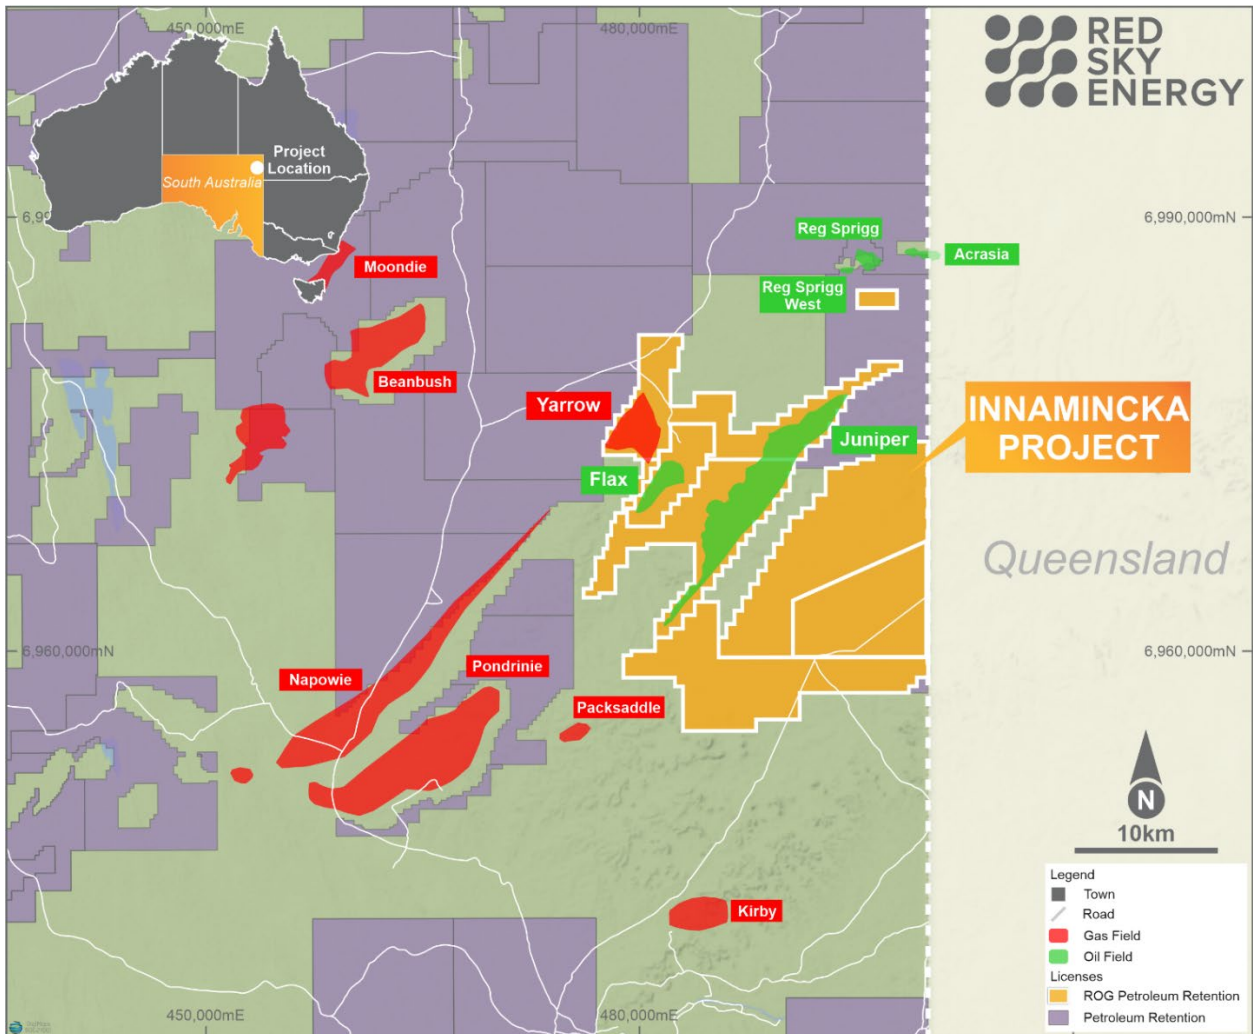 450,000mE
480,000mE
RED
SKY
ENERGY
Project
Location
South Australia
6,990,000mN
Reg Sprigg
Acrasia
Moondie
Reg Sprigg
West
Beanbush
Yarrow
INNAMINCKA
PROJECT
Juniper
Flax
Queensland
6,960,000mN
6,960,000mN
Napowie
Pondrinie
Packsaddle
N
10km
Legend
Town
Road
Gas Field
Oil Field
Licenses
ROG Petroleum Retention
Petroleum Retention
Kirby
450,000mE
480,000mE